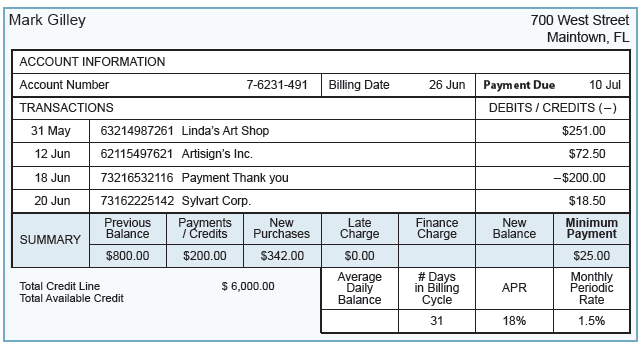 Mark Gilley 700 West Street
Maintown, FL
ACCOUNT INFORMATION
Account Number 7-6231-491 Billing Date 26 Jun Payment Due 10 Jul
TRANSACTIONS DEBITS / CREDITS (–)
31 May 63214987261 Linda's Art Shop $251.00
12 Jun 62115497621 Artisign's Inc. $72.50
18 Jun 73216532116 Payment Thank you –$200.00
20 Jun 73162225142 Sylvart Corp. $18.50
SUMMARY
Previous Balance Payments / Credits New Purchases Late Charge Finance Charge New Balance Minimum Payment
$800.00 $200.00 $342.00 $0.00 $25.00
Total Credit Line $ 6,000.00
Total Available Credit
Average Daily Balance # Days in Billing Cycle APR Monthly Periodic Rate
31 18% 1.5%